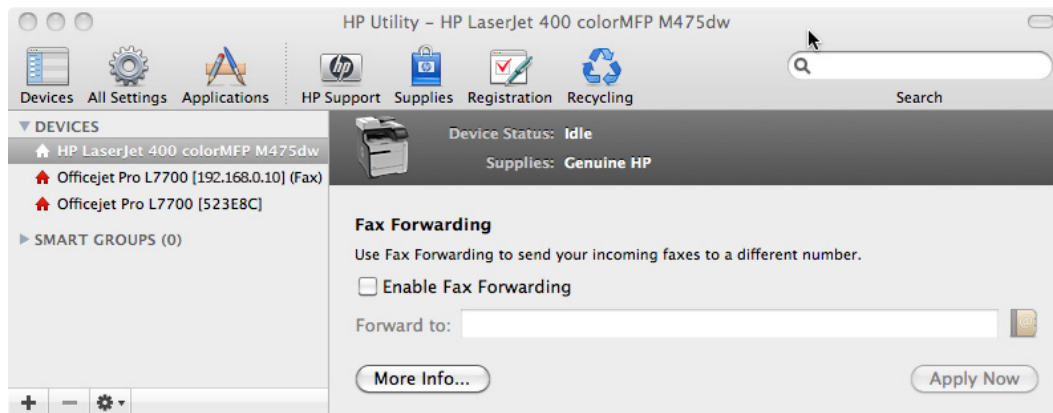 HP Utility – HP LaserJet 400 colorMFP M475dw
Devices All Settings Applications HP Support Supplies Registration Recycling Search
DEVICES
HP LaserJet 400 colorMFP M475dw
Officejet Pro L7700 [192.168.0.10] (Fax)
Officejet Pro L7700 [523E8C]
SMART GROUPS (0)
Device Status: Idle
Supplies: Genuine HP
Fax Forwarding
Use Fax Forwarding to send your incoming faxes to a different number.
Enable Fax Forwarding
Forward to:
More Info... Apply Now